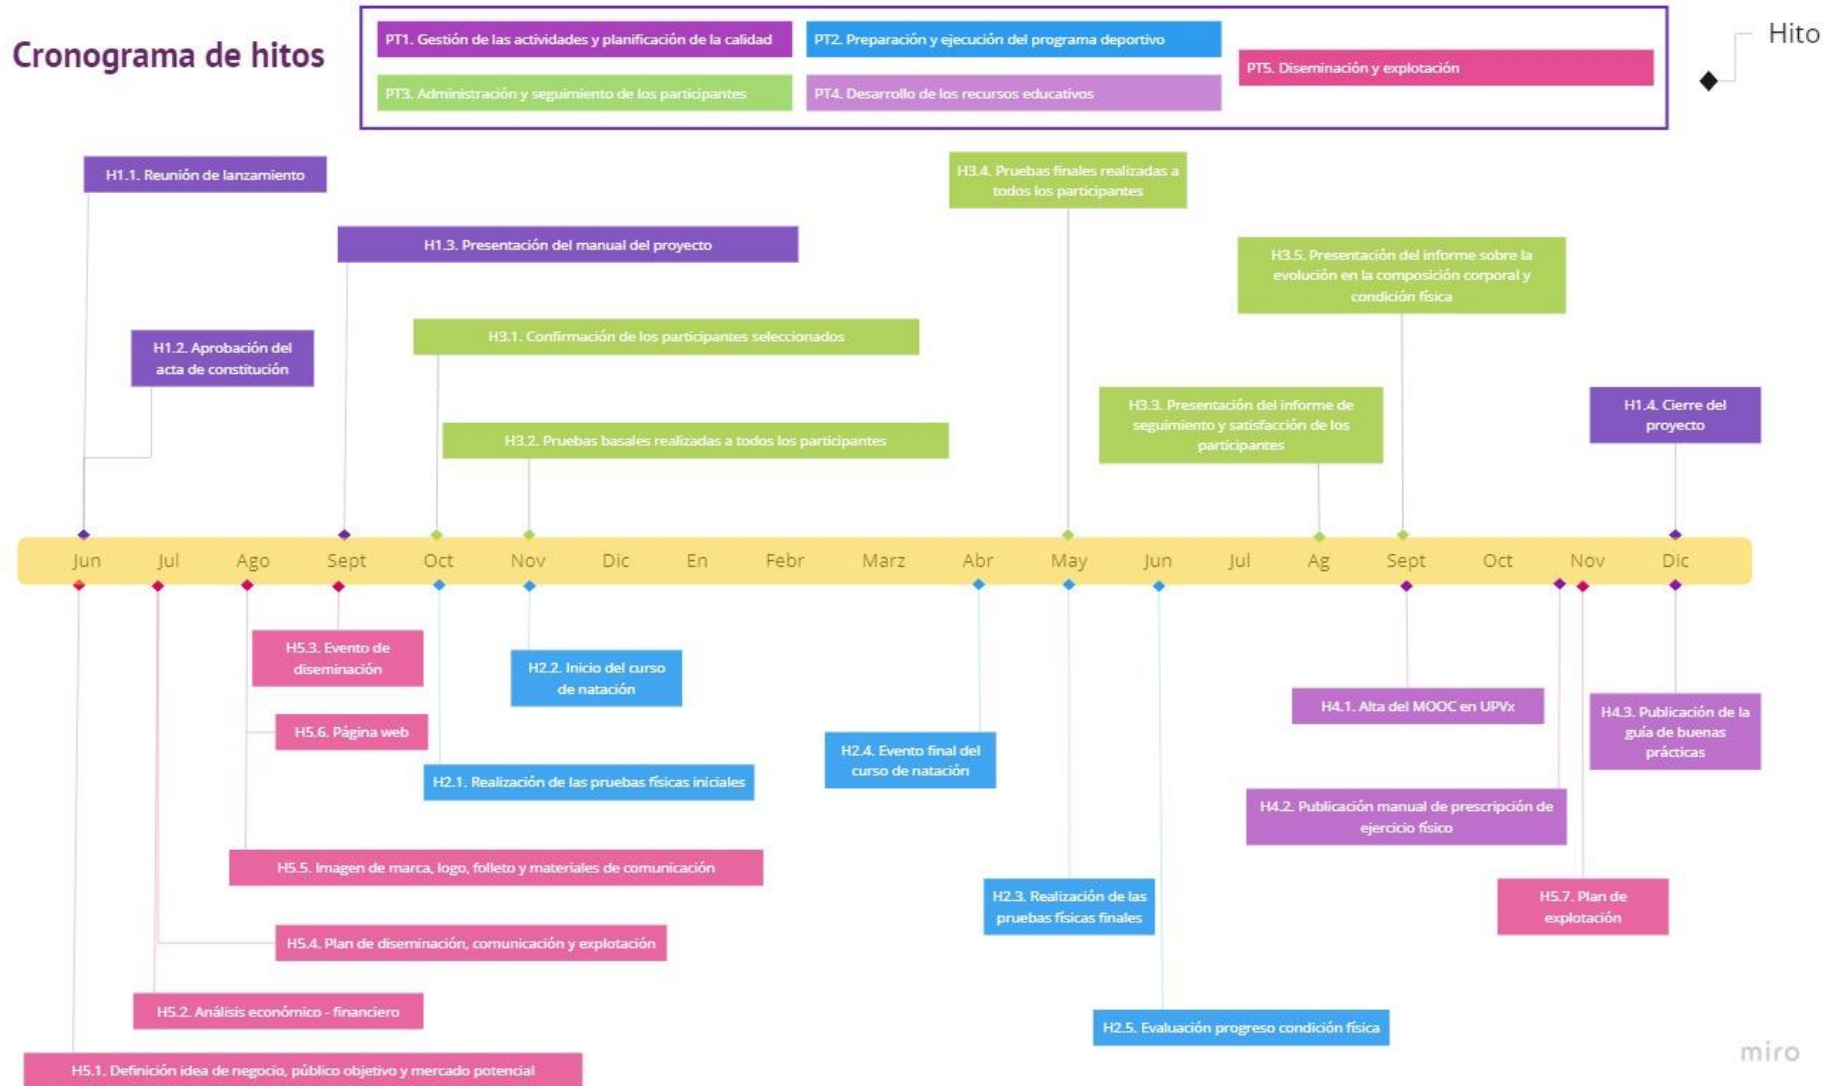 Cronograma de hitos
PT1. Gestión de las actividades y planificación de la calidad
PT2. Preparación y ejecución del programa deportivo
PT3. Administración y seguimiento de los participantes
PT4. Desarrollo de los recursos educativos
PT5. Diseminación y explotación
Hito
H1.1. Reunión de lanzamiento
H3.4. Pruebas finales realizadas a
todos los participantes
H1.3. Presentación del manual del proyecto
H3.5. Presentación del informe sobre la
evolución en la composición corporal y
condición física
H3.1. Confirmación de los participantes seleccionados
H1.2. Aprobación del
acta de constitución
H3.3. Presentación del informe de
seguimiento y satisfacción de los
participantes
H1.4. Cierre del
proyecto
H3.2. Pruebas basales realizadas a todos los participantes
Jun Jul Ago Sept Oct Nov Dic En Febr Marz Abr May Jun Jul Ag Sept Oct Nov Dic
H5.3. Evento de
diseminación
H2.2. Inicio del curso
de natación
H4.1. Alta del MOOC en UPVx
H4.3. Publicación de la
guía de buenas
prácticas
H5.6. Página web
H2.4. Evento final del
curso de natación
H2.1. Realización de las pruebas físicas iniciales
H4.2. Publicación manual de prescripción de
ejercicio físico
H5.5. Imagen de marca, logo, folleto y materiales de comunicación
H2.3. Realización de las
pruebas físicas finales
H5.7. Plan de
explotación
H5.4. Plan de diseminación, comunicación y explotación
H5.2. Análisis económico - financiero
H2.5. Evaluación progreso condición física
H5.1. Definición idea de negocio, público objetivo y mercado potencial
miro